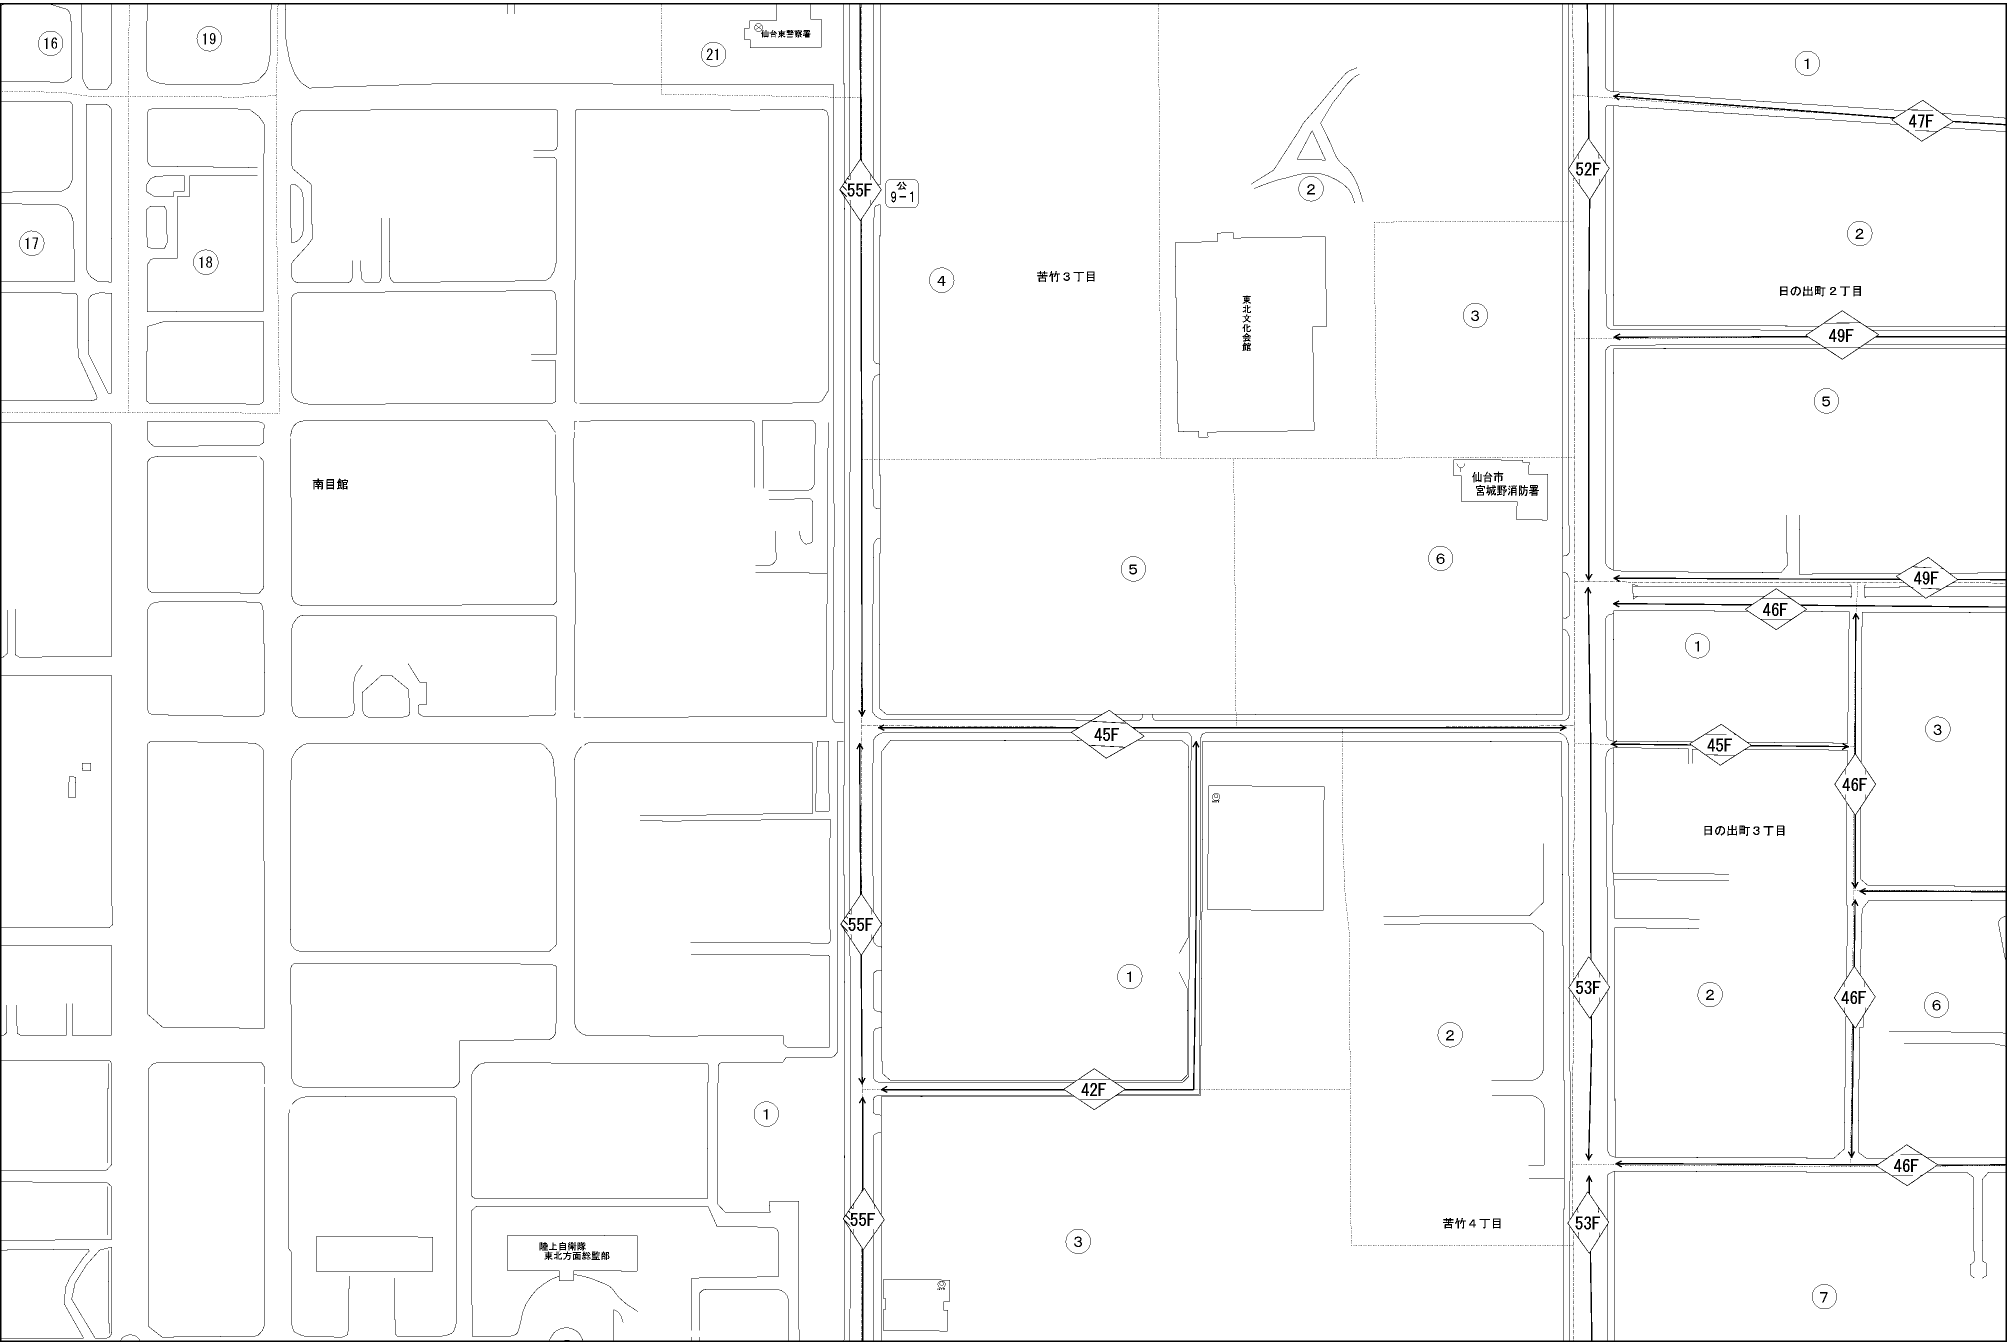 16
19
21
仙台東警察署
1
47F
52F
55F
公
9-1
2
2
17
18
4
苦竹3丁目
日の出町2丁目
3
東北文化会館
49F
5
南目館
仙台市
宮城野消防署
6
5
49F
46F
1
3
45F
45F
46F
日の出町3丁目
55F
1
53F
2
46F
6
2
42F
1
46F
55F
53F
苦竹4丁目
3
陸上自衛隊
東北方面総監部
7